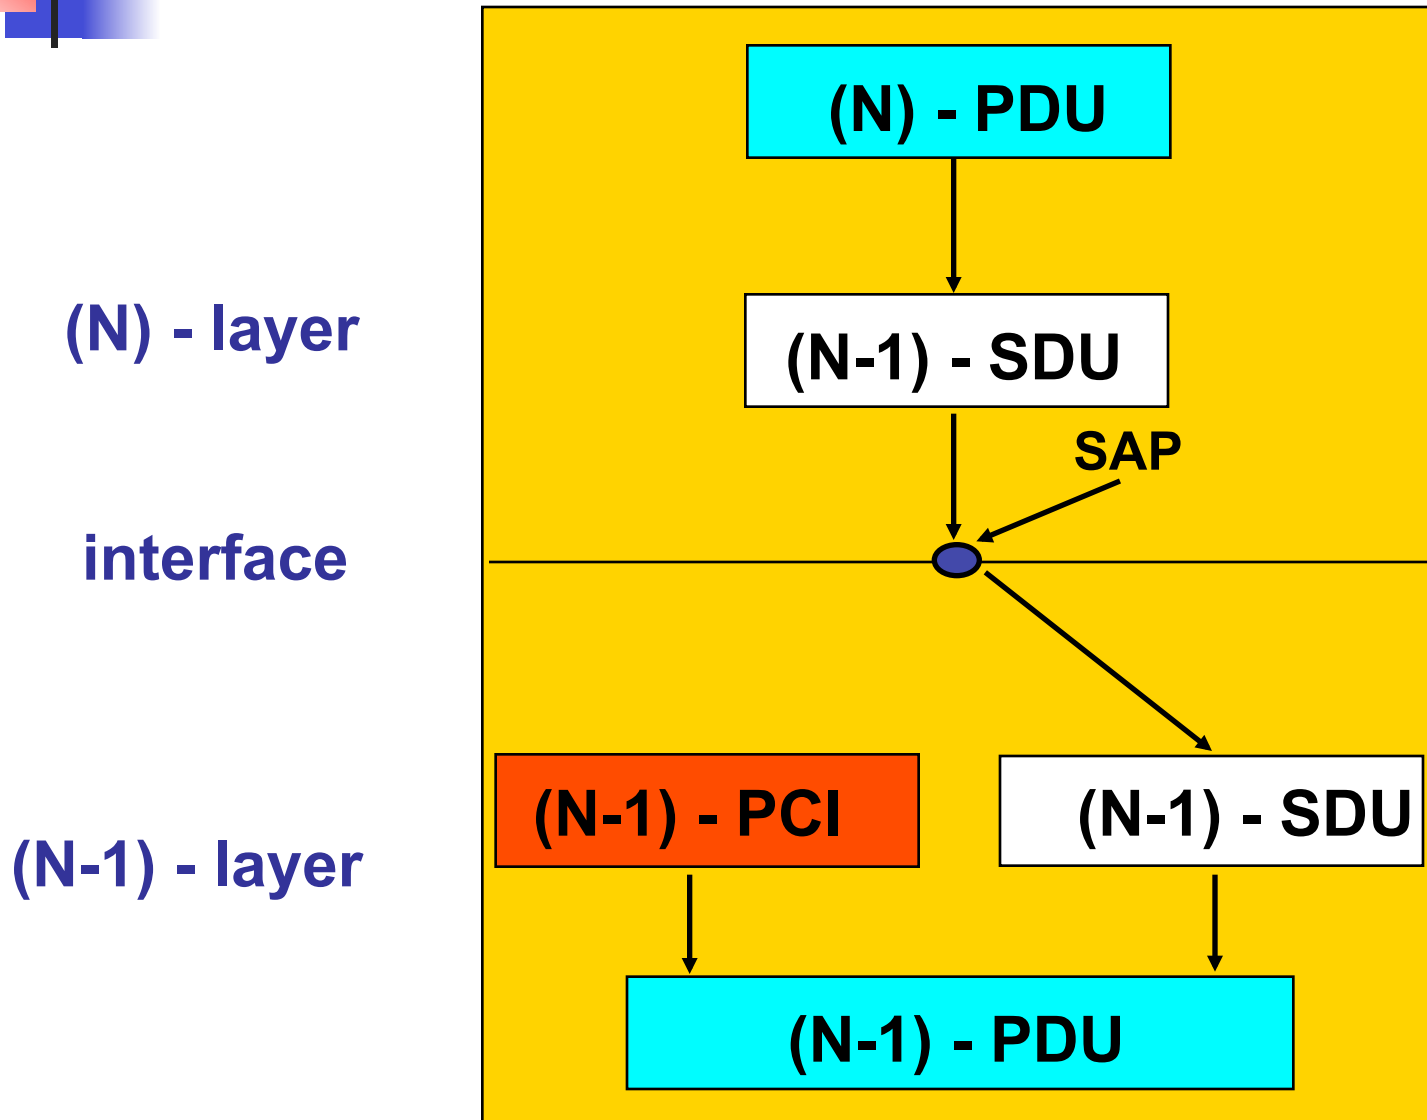 (N) - PDU
(N) - layer
(N-1) - SDU
SAP
interface
(N-1) - PCI
(N-1) - SDU
(N-1) - layer
(N-1) - PDU